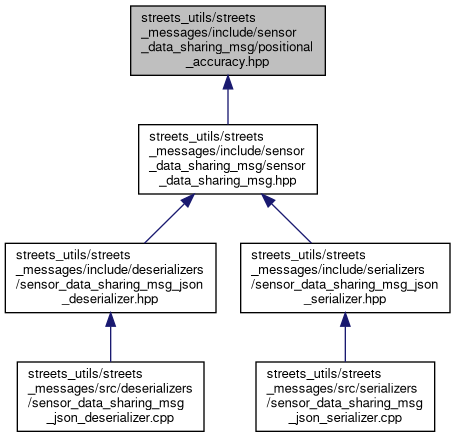 streets_utils/streets
_messages/include/sensor
_data_sharing_msg/positional
_accuracy.hpp
streets_utils/streets
_messages/include/sensor
_data_sharing_msg/sensor
_data_sharing_msg.hpp
streets_utils/streets
_messages/include/deserializers
/sensor_data_sharing_msg_json
_deserializer.hpp
streets_utils/streets
_messages/include/serializers
/sensor_data_sharing_msg_json
_serializer.hpp
streets_utils/streets
_messages/src/deserializers
/sensor_data_sharing_msg
_json_deserializer.cpp
streets_utils/streets
_messages/src/serializers
/sensor_data_sharing_msg
_json_serializer.cpp